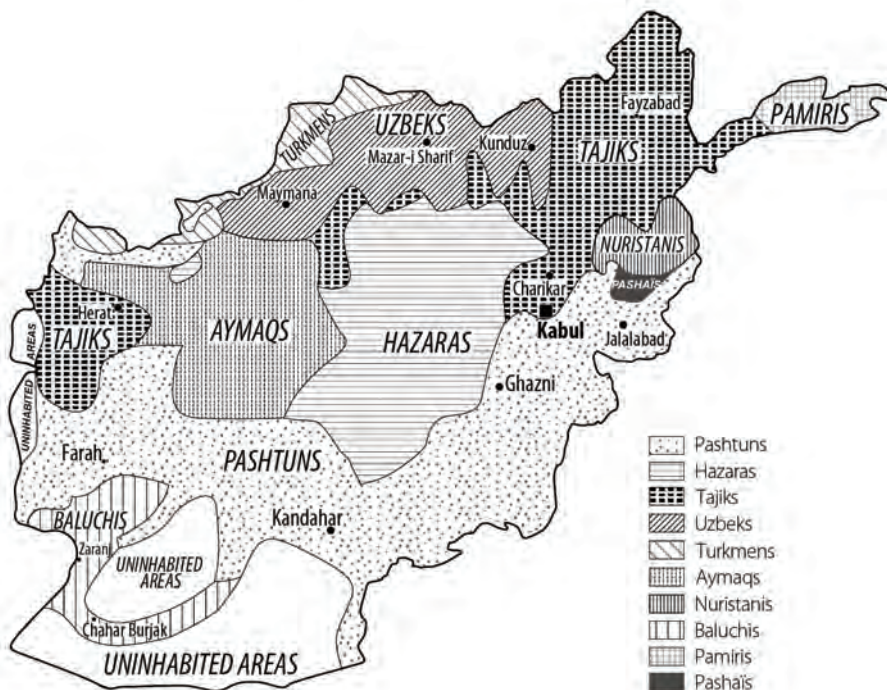 Fayzabad
PAMIRIS
TURKMENS
UZBEKS
Mazar-i Sharif
Kunduz
TAJIKS
Maymana
NURISTANIS
PASHAÏS
Charikar
Kabul
Jalalabad
Herat
TAJIKS
AYMAQS
HAZARAS
UNINHABITED AREAS
Ghazni
Farah
PASHTUNS
Kandahar
BALUCHIS
Zaranj
UNINHABITED
AREAS
Chahar Burjak
UNINHABITED AREAS
Pashtuns
Hazaras
Tajiks
Uzbeks
Turkmens
Aymaqs
Nuristanis
Baluchis
Pamiris
Pashaïs